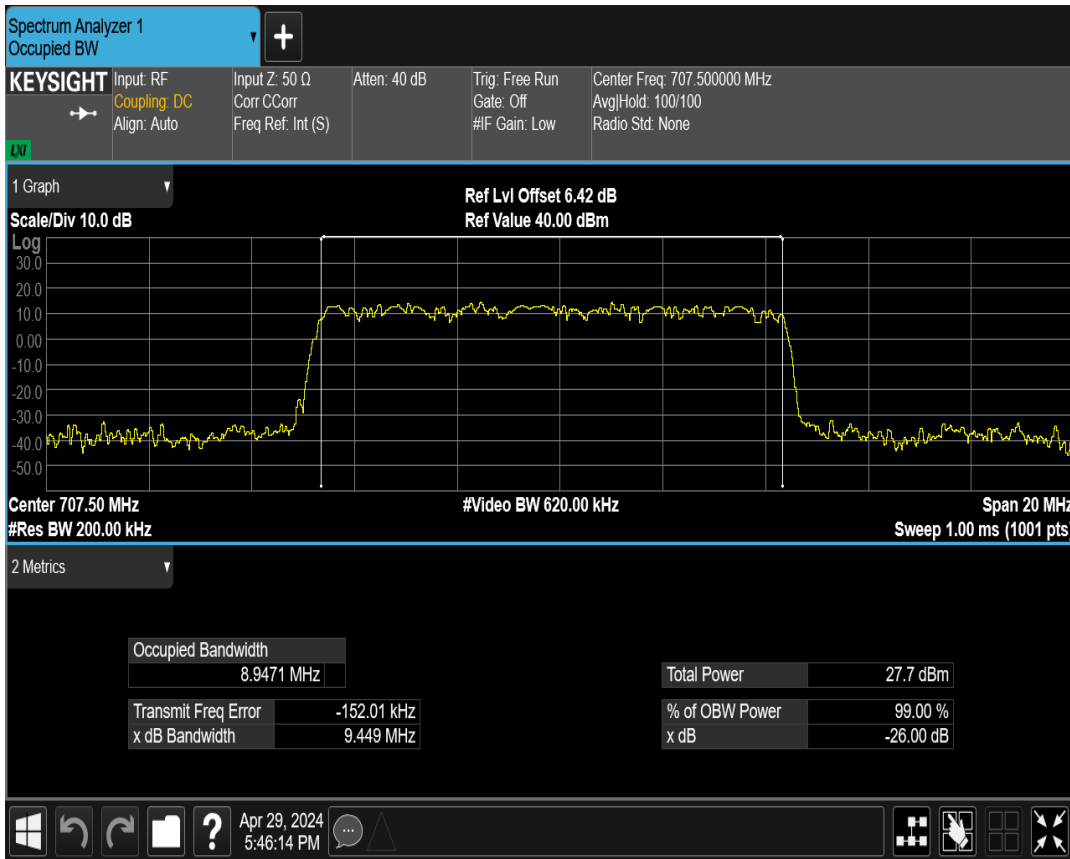 Spectrum Analyzer 1
Occupied BW
+
KEYSIGHT
LXI
Input: RF
Coupling: DC
Align: Auto
Input Z: 50 Ω
Corr CCorr
Freq Ref: Int (S)
Atten: 40 dB
Trig: Free Run
Gate: Off
#IF Gain: Low
Center Freq: 707.500000 MHz
Avg|Hold: 100/100
Radio Std: None
1 Graph
Scale/Div 10.0 dB
Ref Lvl Offset 6.42 dB
Ref Value 40.00 dBm
Log
30.0
20.0
10.0
0.00
-10.0
-20.0
-30.0
-40.0
-50.0
Center 707.50 MHz
#Video BW 620.00 kHz
Span 20 MHz
#Res BW 200.00 kHz
Sweep 1.00 ms (1001 pts)
2 Metrics
Occupied Bandwidth
8.9471 MHz
Total Power 27.7 dBm
Transmit Freq Error -152.01 kHz
% of OBW Power 99.00 %
x dB Bandwidth 9.449 MHz
x dB -26.00 dB
?
Apr 29, 2024
5:46:14 PM